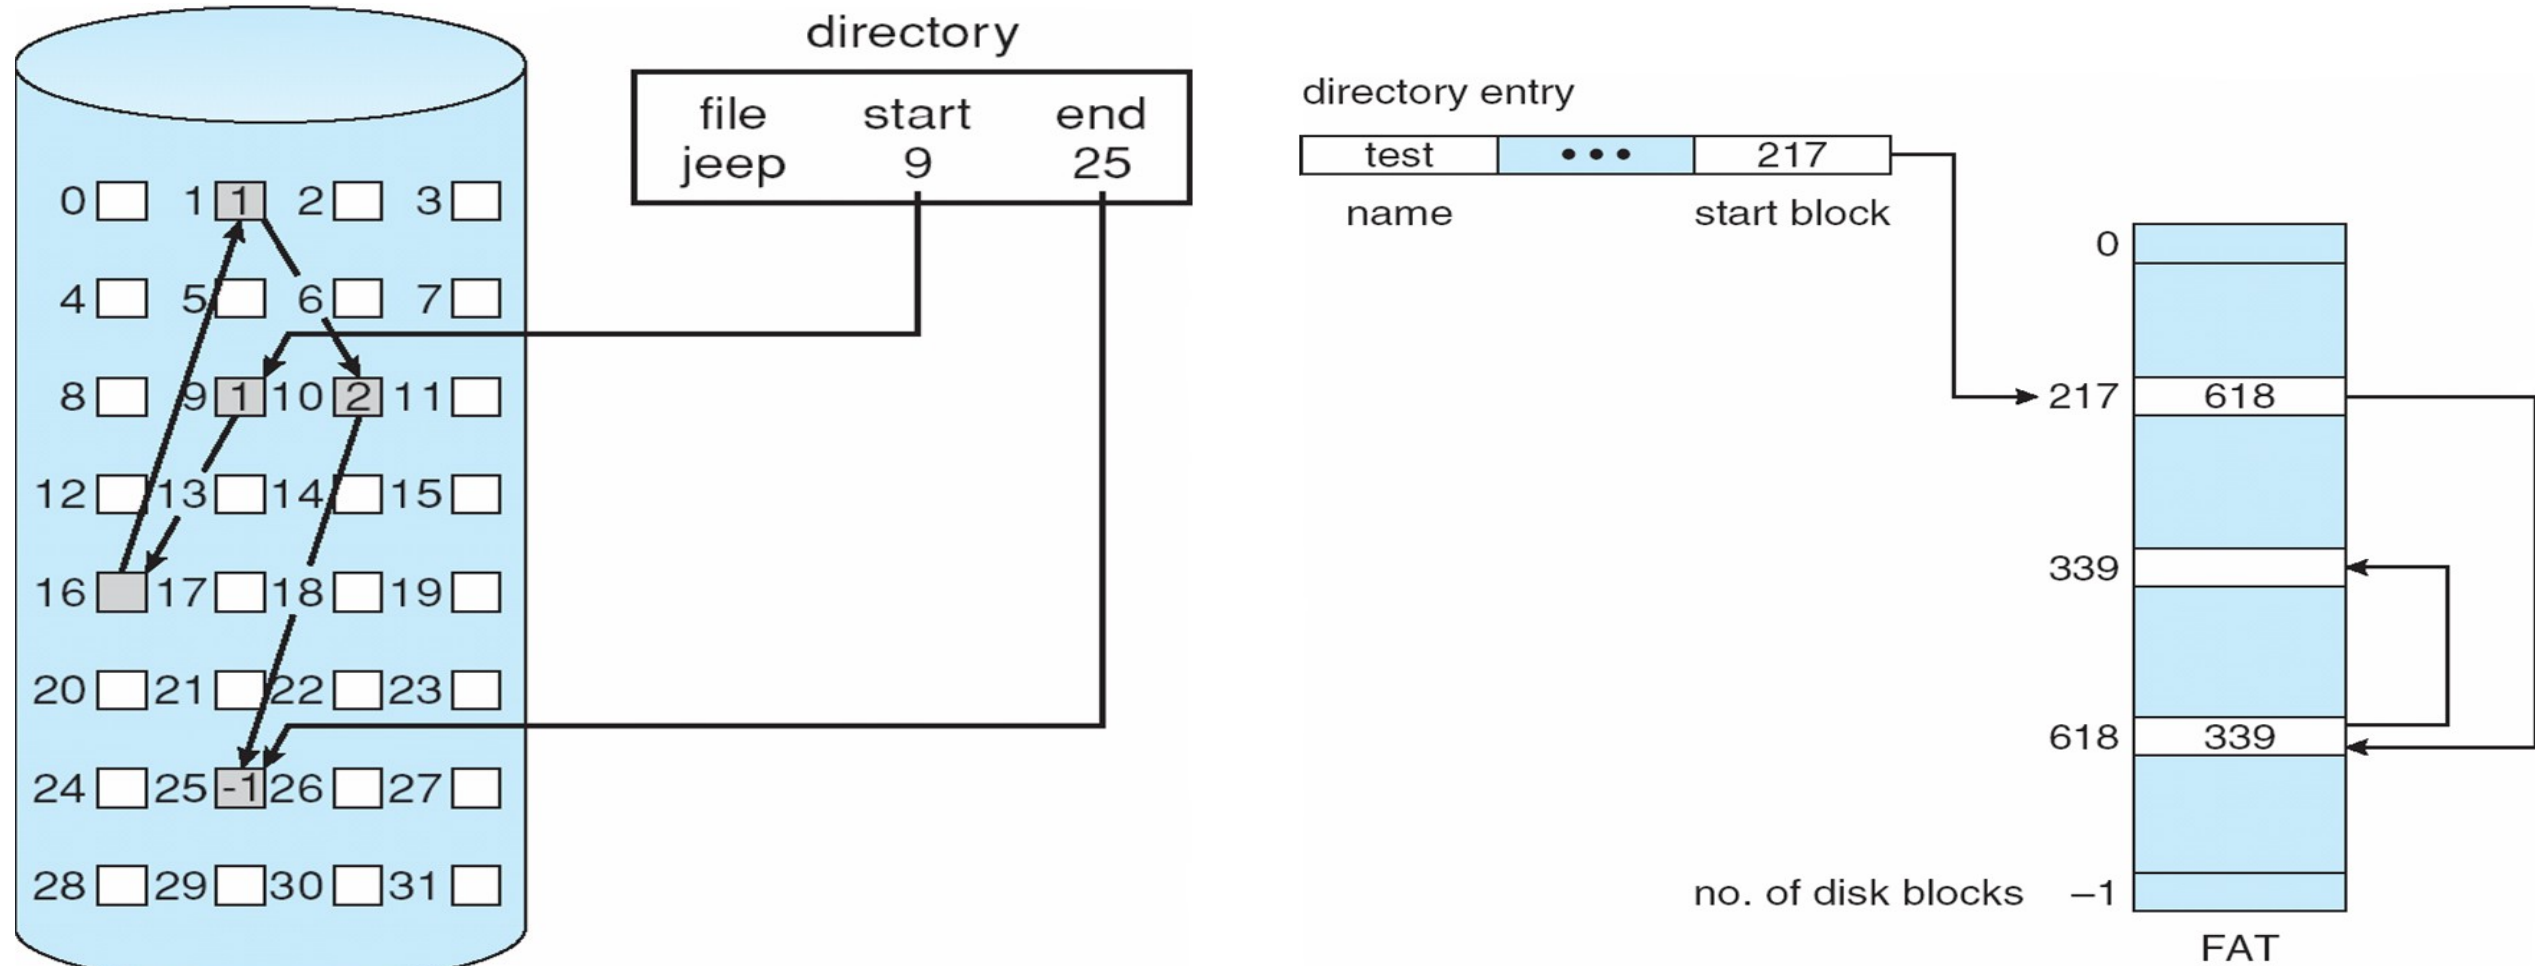 directory
file start end
jeep 9 25
0 1 1 2 3
4 5 6 7
8 9 1 10 2 11
12 13 14 15
16 17 18 19
20 21 22 23
24 25 -1 26 27
28 29 30 31
directory entry
test ••• 217
name start block
0
217 618
339
618 339
no. of disk blocks –1
FAT